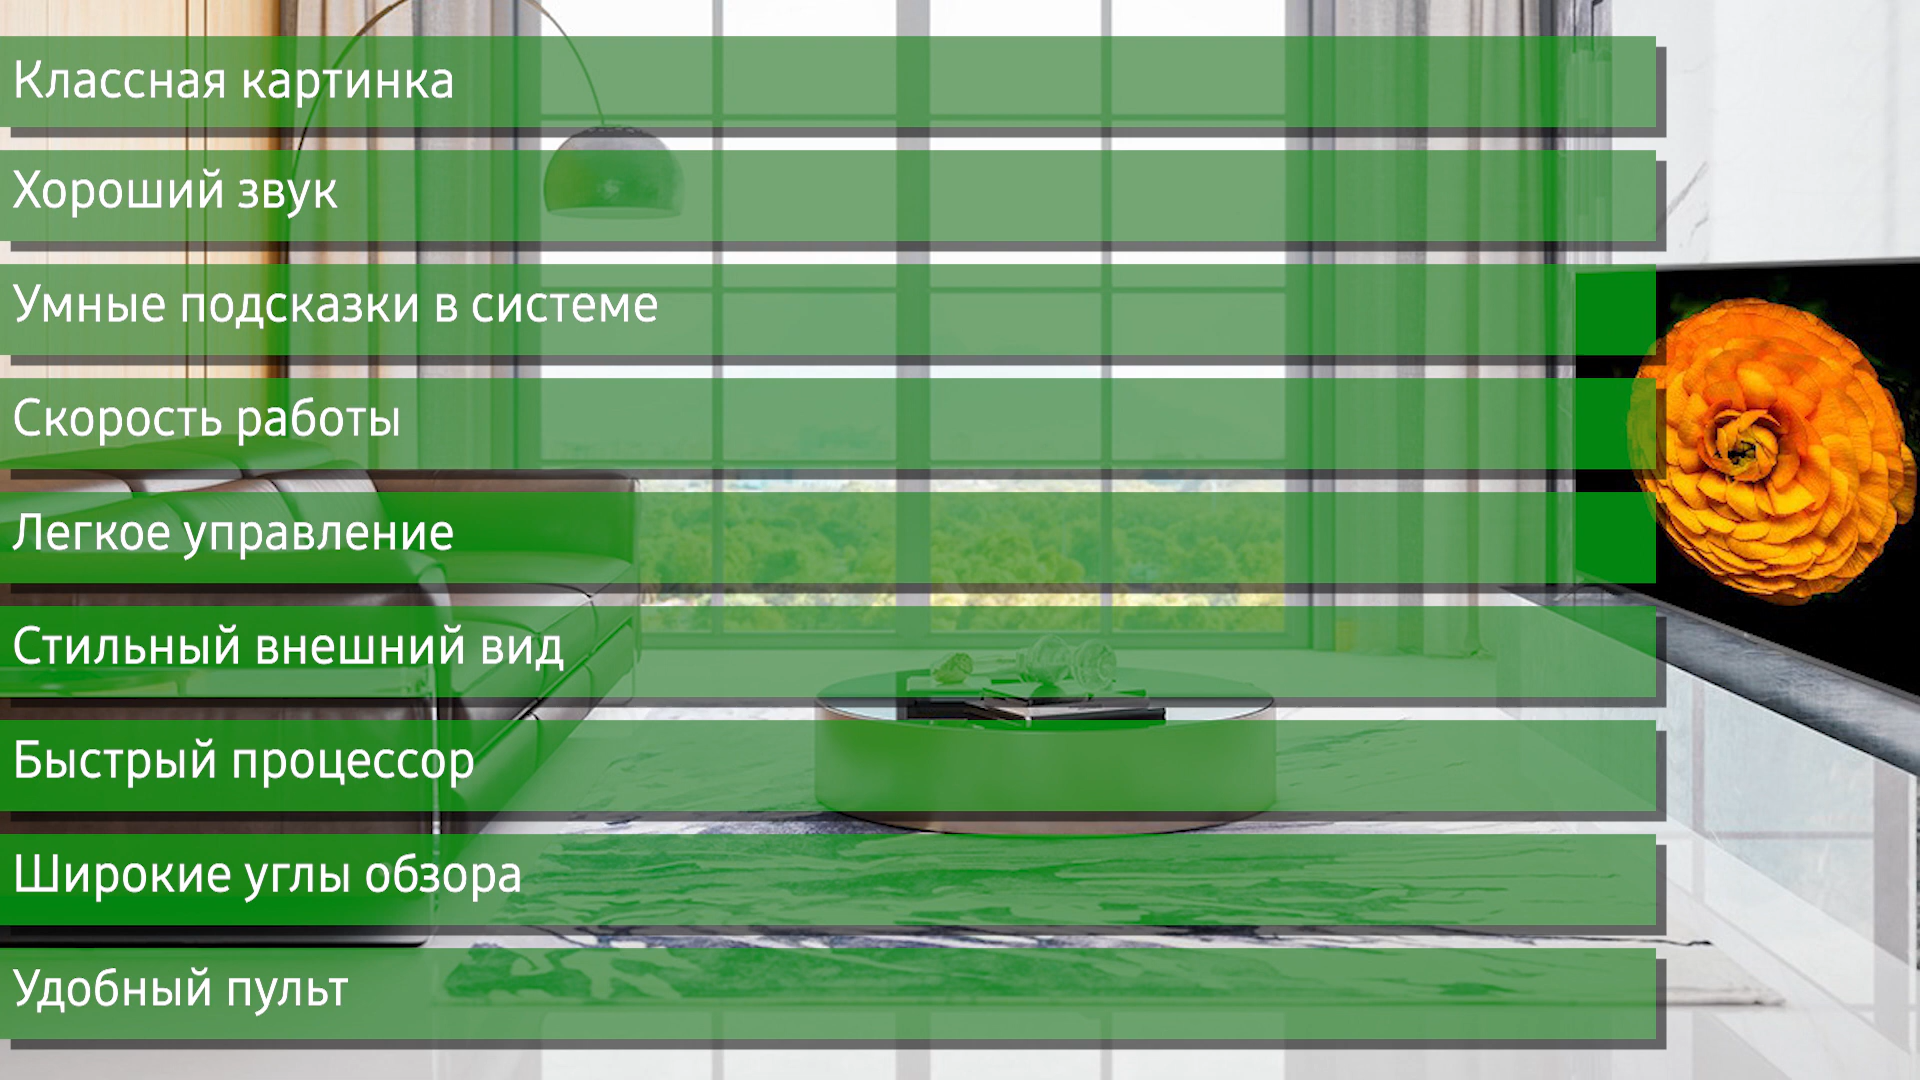 Классная картинка
Хороший звук
Умные подсказки в системе
Скорость работы
Легкое управление
Стильный внешний вид
Быстрый процессор
Широкие углы обзора
Удобный пульт